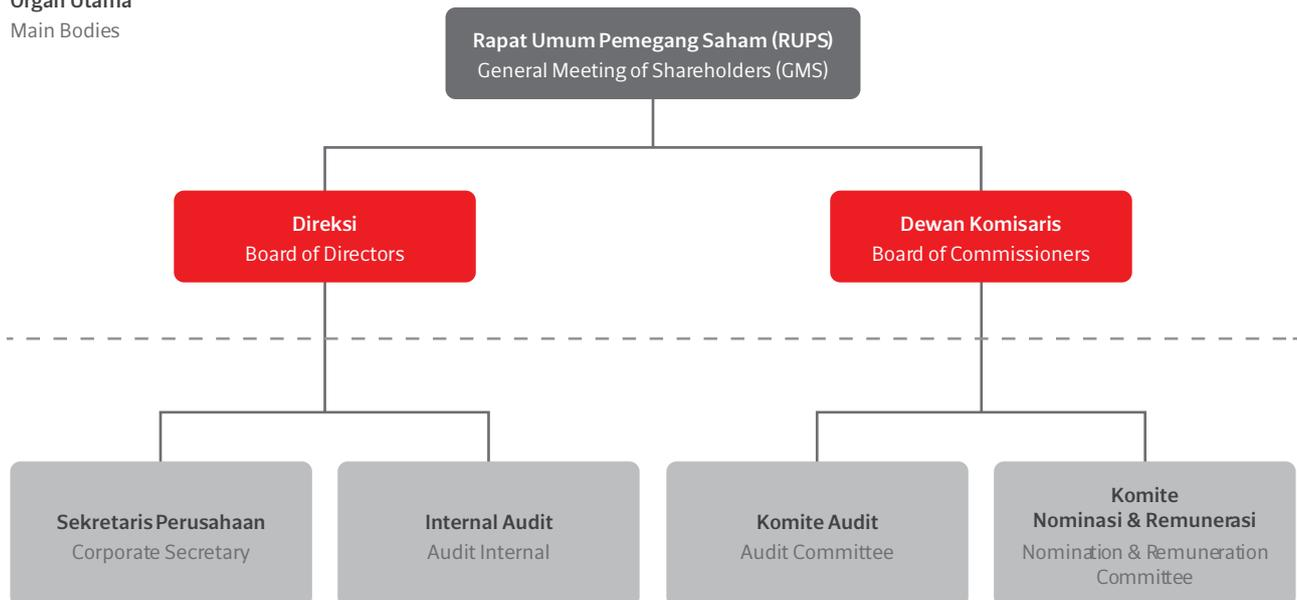 Organ Utama
Main Bodies
Rapat Umum Pemegang Saham (RUPS)
General Meeting of Shareholders (GMS)
Direksi
Board of Directors
Dewan Komisaris
Board of Commissioners
Sekretaris Perusahaan
Corporate Secretary
Internal Audit
Audit Internal
Komite Audit
Audit Committee
Komite
Nominasi & Remunerasi
Nomination & Remuneration
Committee